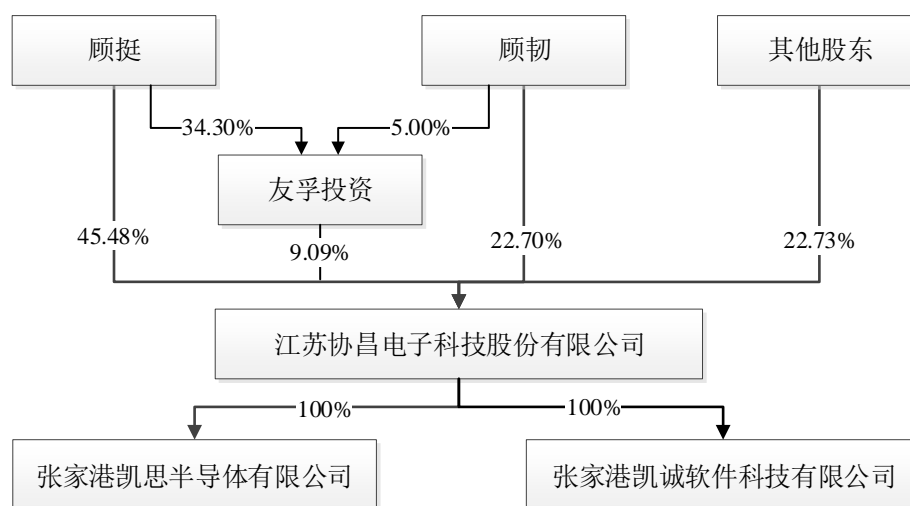 顾挺
顾韧
其他股东
34.30%
5.00%
友孚投资
45.48%
9.09%
22.70%
22.73%
江苏协昌电子科技股份有限公司
100%
100%
张家港凯思半导体有限公司
张家港凯诚软件科技有限公司